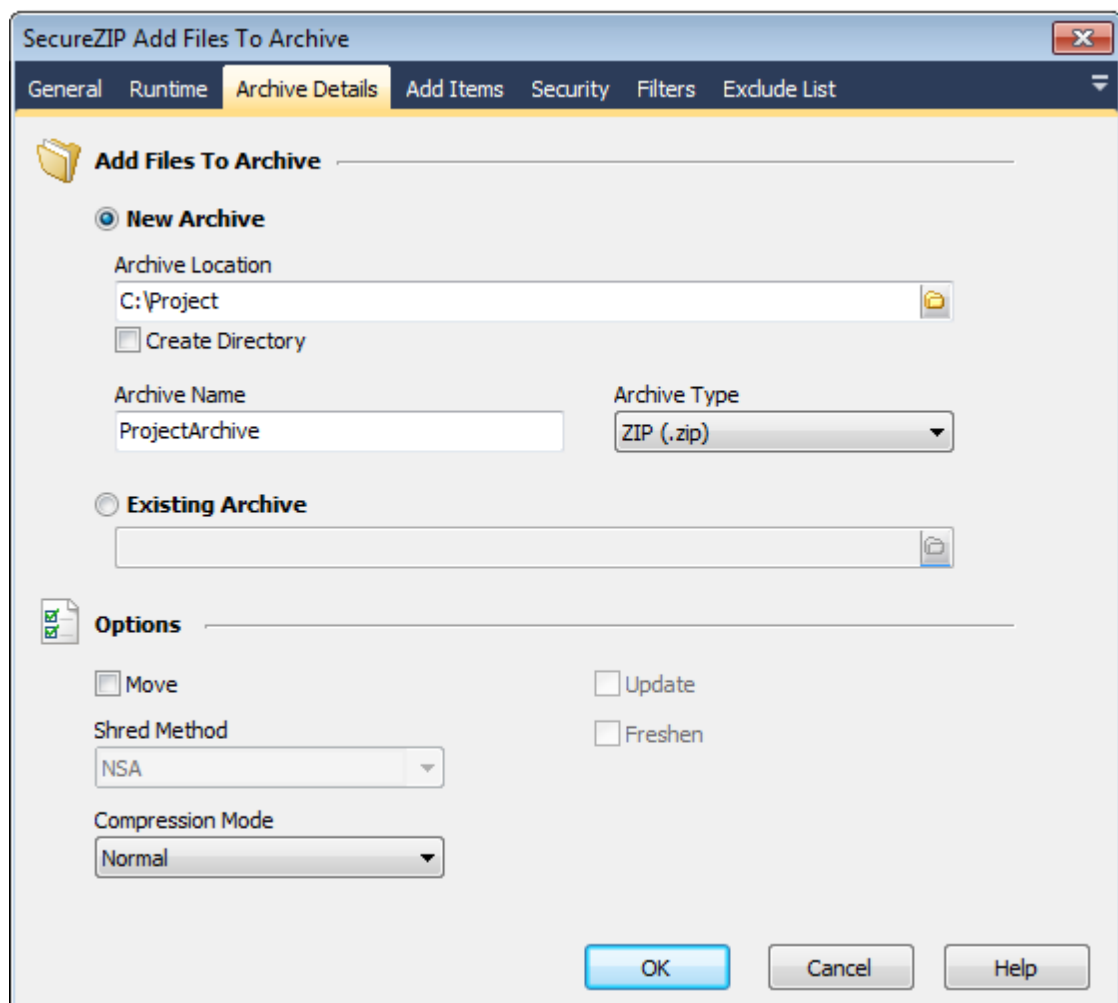 SecureZIP Add Files To Archive
General Runtime Archive Details Add Items Security Filters Exclude List
Add Files To Archive
New Archive
Archive Location
C:\Project
Create Directory
Archive Name Archive Type
ProjectArchive ZIP (.zip)
Existing Archive
Options
Move Update
Shred Method Freshen
NSA
Compression Mode
Normal
OK Cancel Help